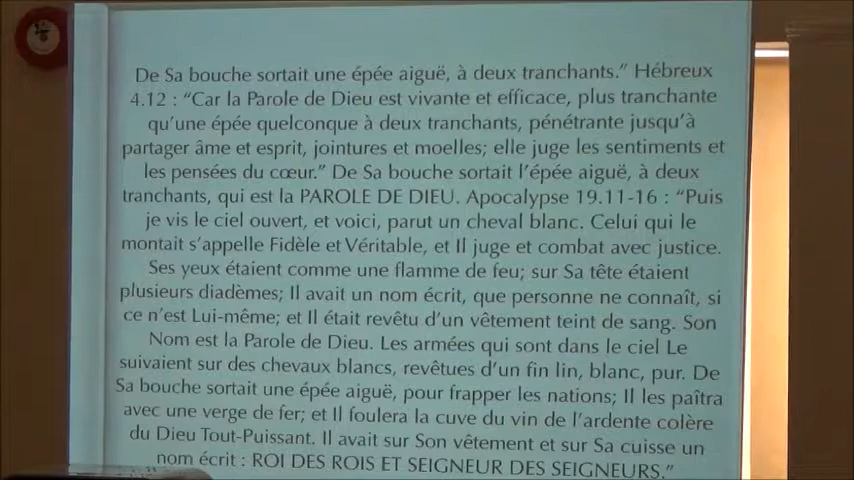 De Sa bouche sortait une épée aiguë, à deux tranchants.” Hébreux
4.12 : “Car la Parole de Dieu est vivante et efficace, plus tranchante
qu’une épée quelconque à deux tranchants, pénétrante jusqu’à
partager âme et esprit, jointures et moelles; elle juge les sentiments et
les pensées du cœur.” De Sa bouche sortait l’épée aiguë, à deux
tranchants, qui est la PAROLE DE DIEU. Apocalypse 19.11-16 : “Puis
je vis le ciel ouvert, et voici, parut un cheval blanc. Celui qui le
montait s’appelle Fidèle et Véritable, et Il juge et combat avec justice.
Ses yeux étaient comme une flamme de feu; sur Sa tête étaient
plusieurs diadèmes; Il avait un nom écrit, que personne ne connaît, si
ce n’est Lui-même; et Il était revêtu d’un vêtement teint de sang. Son
Nom est la Parole de Dieu. Les armées qui sont dans le ciel Le
suivaient sur des chevaux blancs, revêtues d’un fin lin, blanc, pur. De
Sa bouche sortait une épée aiguë, pour frapper les nations; Il les paîtra
avec une verge de fer; et Il foulera la cuve du vin de l’ardente colère
du Dieu Tout-Puissant. Il avait sur Son vêtement et sur Sa cuisse un
nom écrit : ROI DES ROIS ET SEIGNEUR DES SEIGNEURS.”